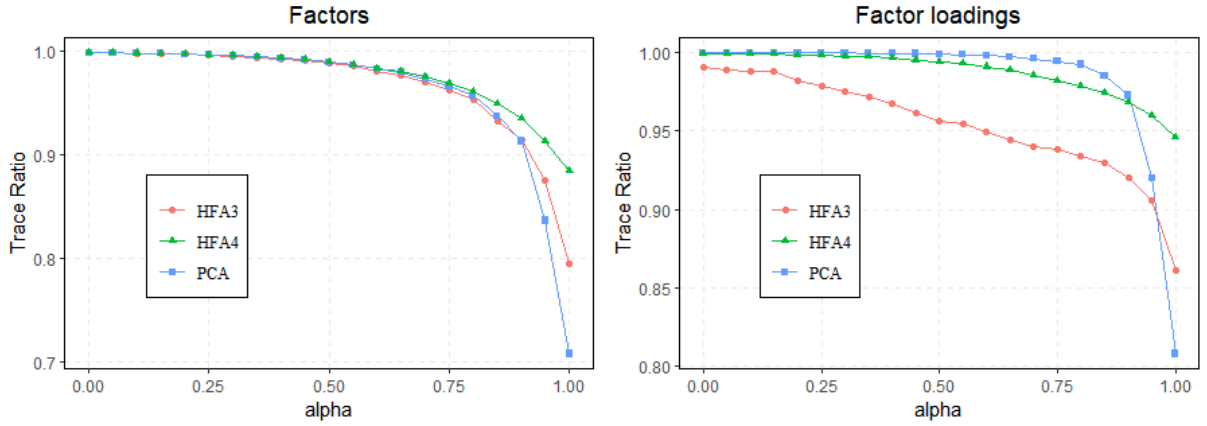 Factors
Trace Ratio
1.0
0.9
0.8
0.7
HFA3
HFA4
PCA
0.00 0.25 0.50 0.75 1.00
alpha
Factor loadings
Trace Ratio
1.00
0.95
0.90
0.85
0.80
HFA3
HFA4
PCA
0.00 0.25 0.50 0.75 1.00
alpha